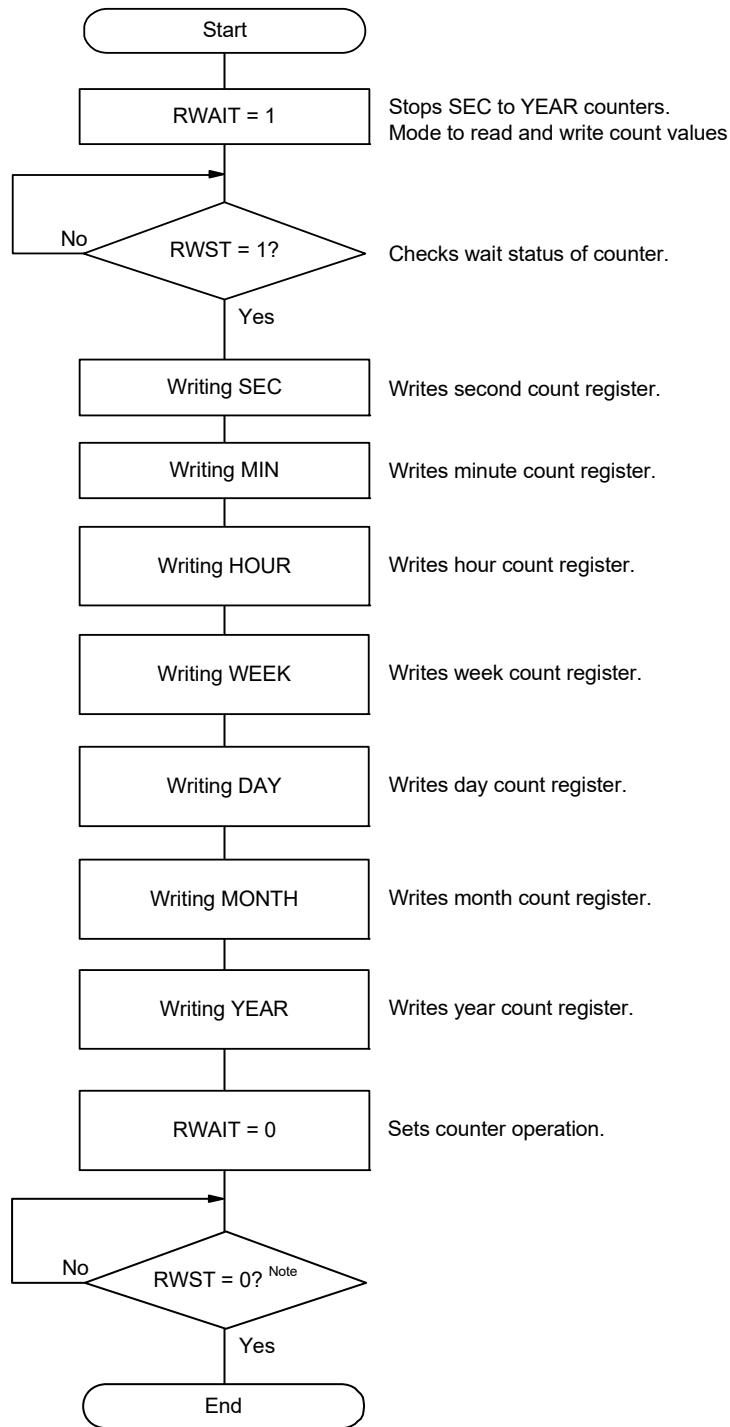 Start
RWAIT = 1
Stops SEC to YEAR counters.
Mode to read and write count values
No
RWST = 1?
Checks wait status of counter.
Yes
Writing SEC
Writes second count register.
Writing MIN
Writes minute count register.
Writing HOUR
Writes hour count register.
Writing WEEK
Writes week count register.
Writing DAY
Writes day count register.
Writing MONTH
Writes month count register.
Writing YEAR
Writes year count register.
RWAIT = 0
Sets counter operation.
No
RWST = 0? Note
Yes
End